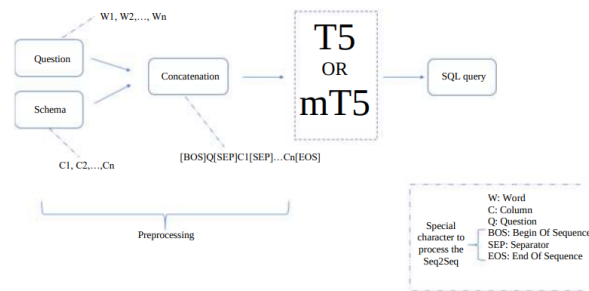 W1, W2,…, Wn
Question
Schema
C1, C2,…,Cn
Concatenation
[BOS]Q[SEP]C1[SEP]…Cn[EOS]
T5
OR
mT5
SQL query
Preprocessing
Special
character to
process the
Seq2Seq
W: Word
C: Column
Q: Question
BOS: Begin Of Sequence
SEP: Separator
EOS: End Of Sequence